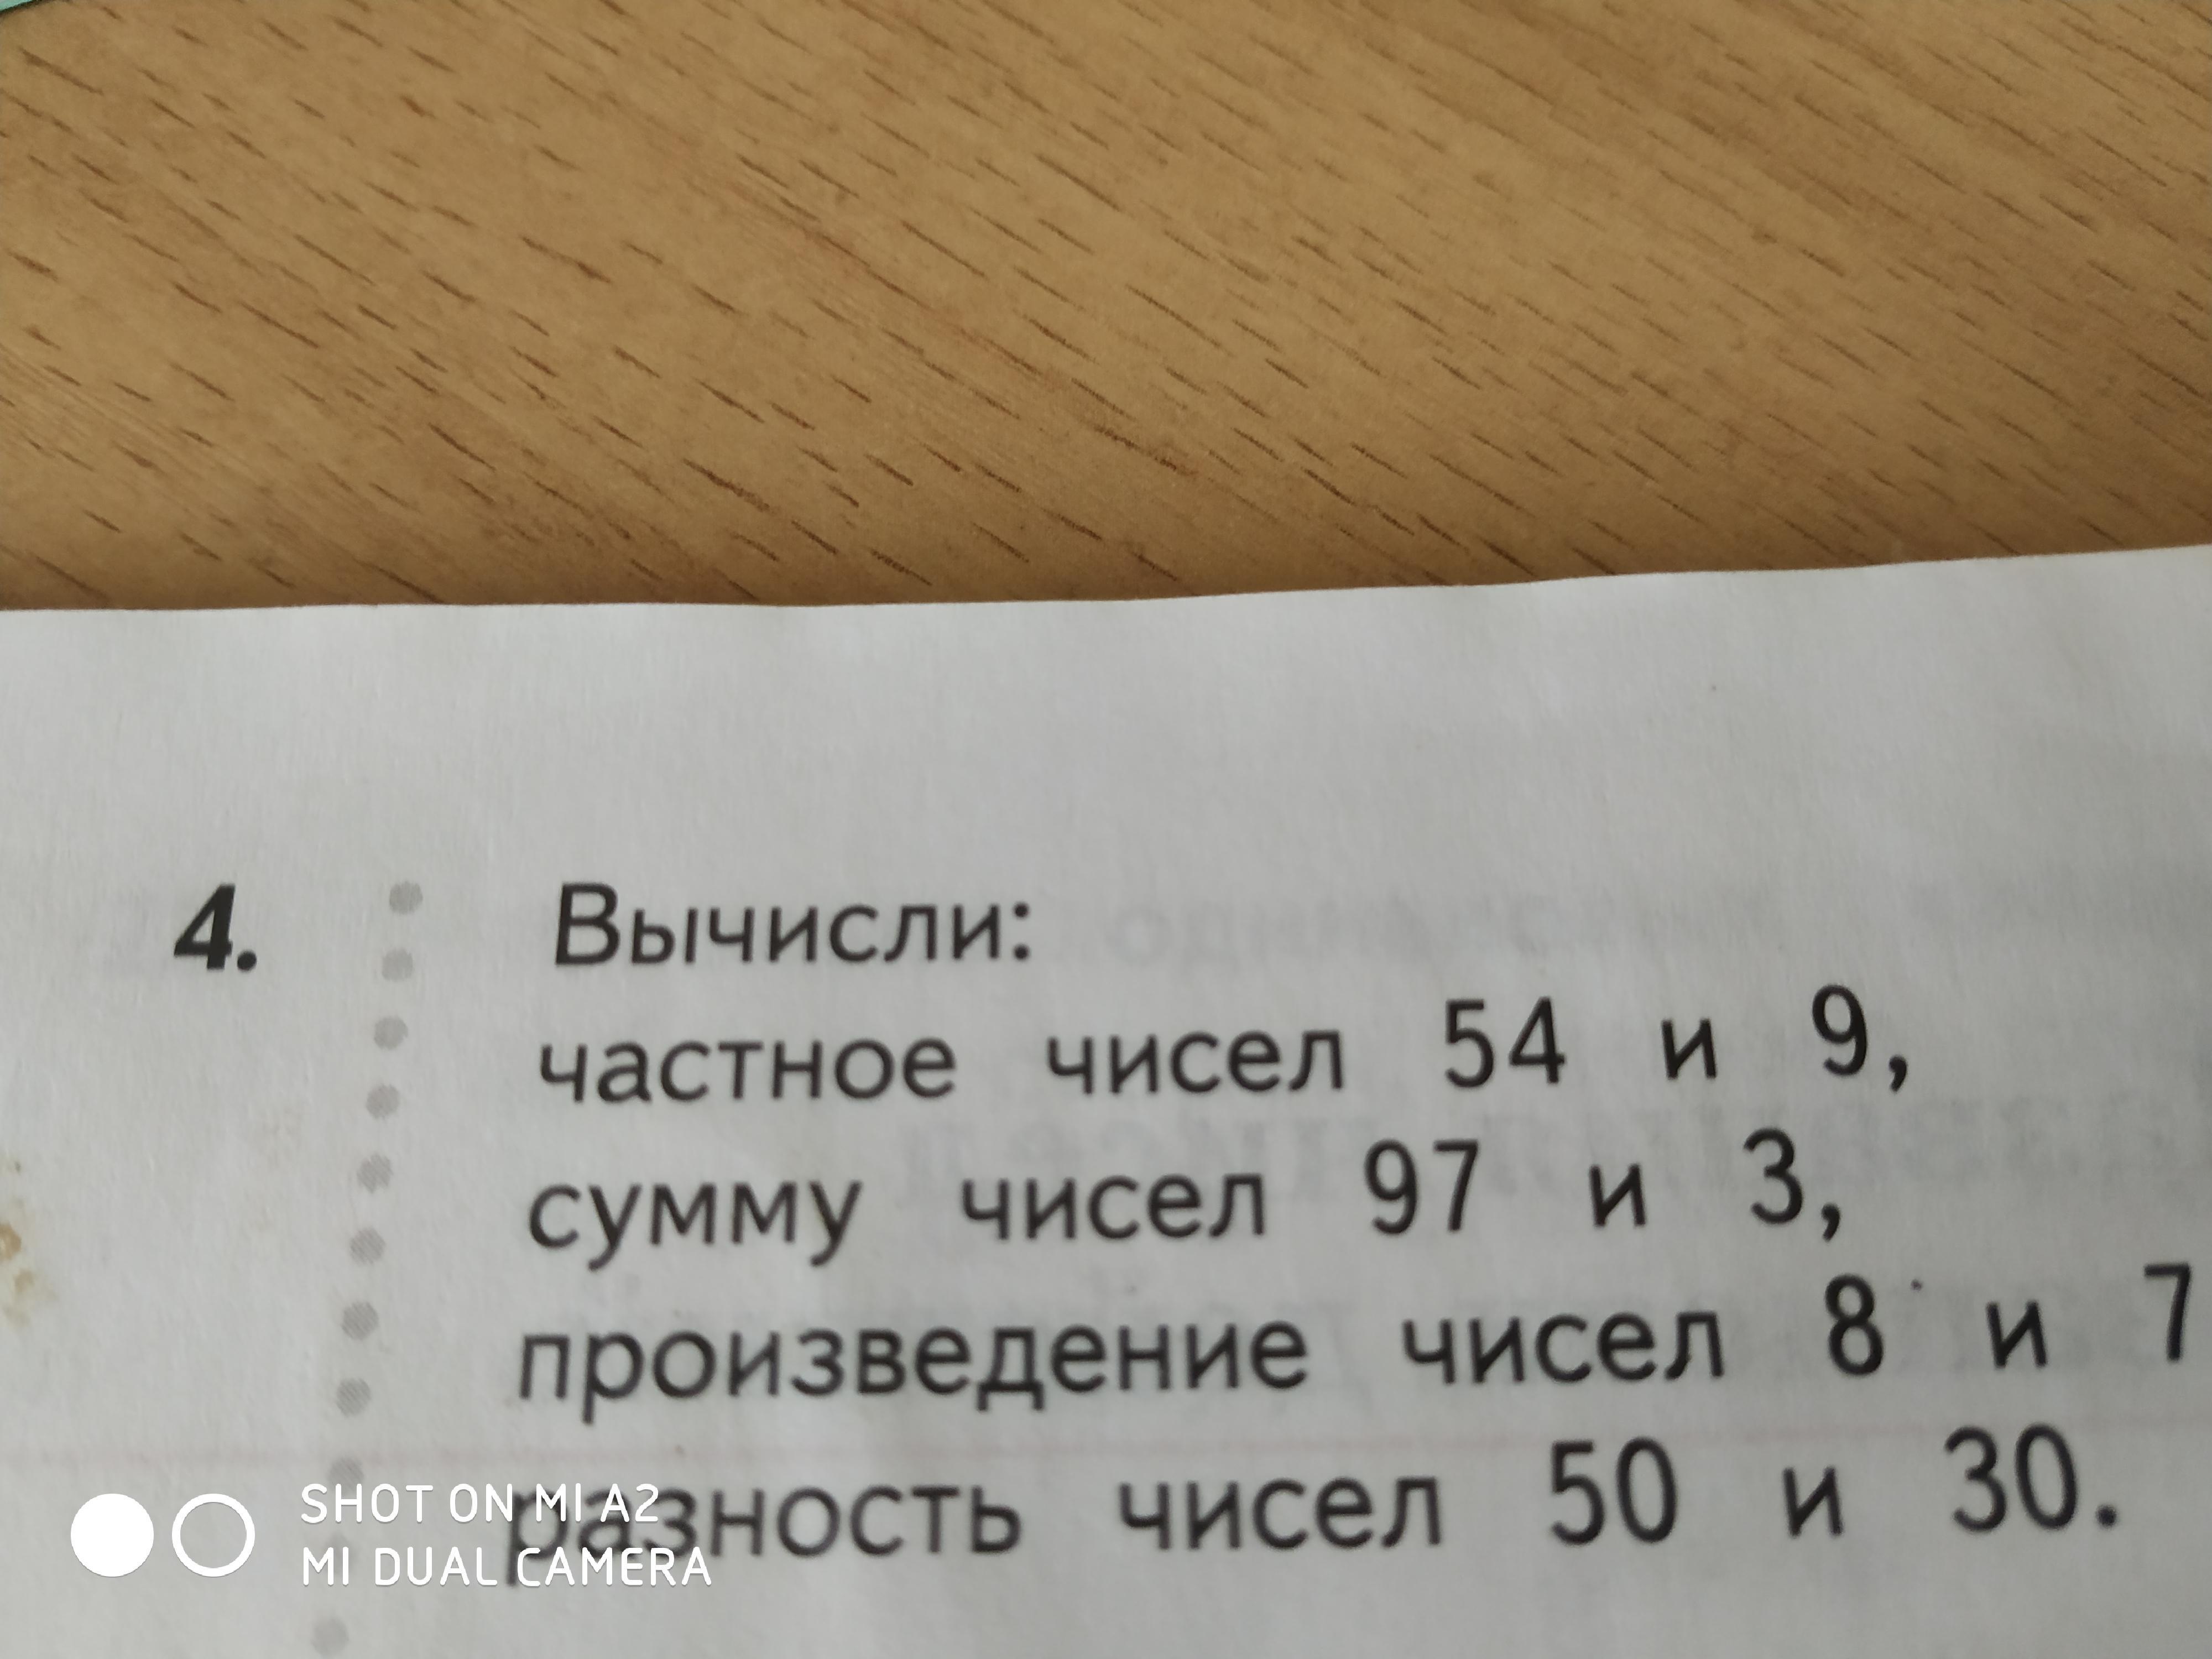 4. Вычисли:
частное чисел 54 и 9,
сумму чисел 97 и 3,
произведение чисел 8 и 7
разность чисел 50 и 30.
SHOT ON MI A2
MI DUAL CAMERA